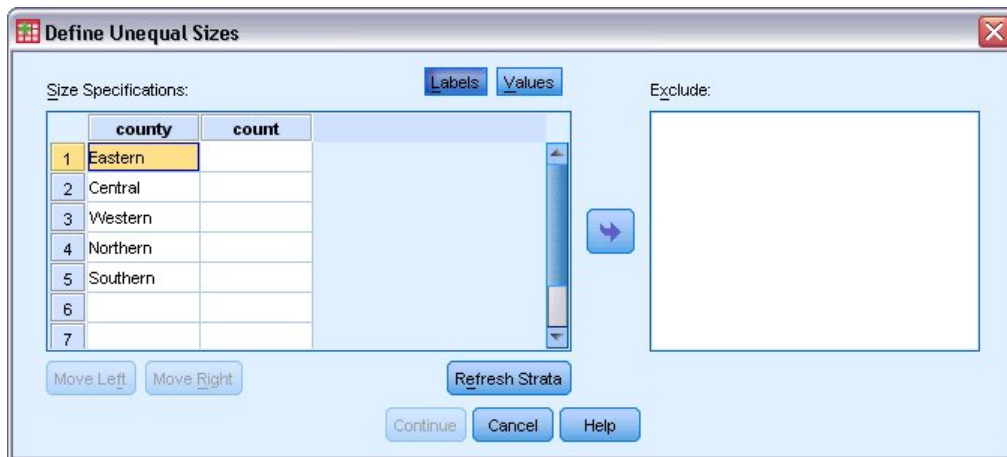 Define Unequal Sizes
Size Specifications:
Labels
Values
Exclude:
county count
1 Eastern
2 Central
3 Western
4 Northern
5 Southern
6
7
Move Left
Move Right
Refresh Strata
Continue
Cancel
Help